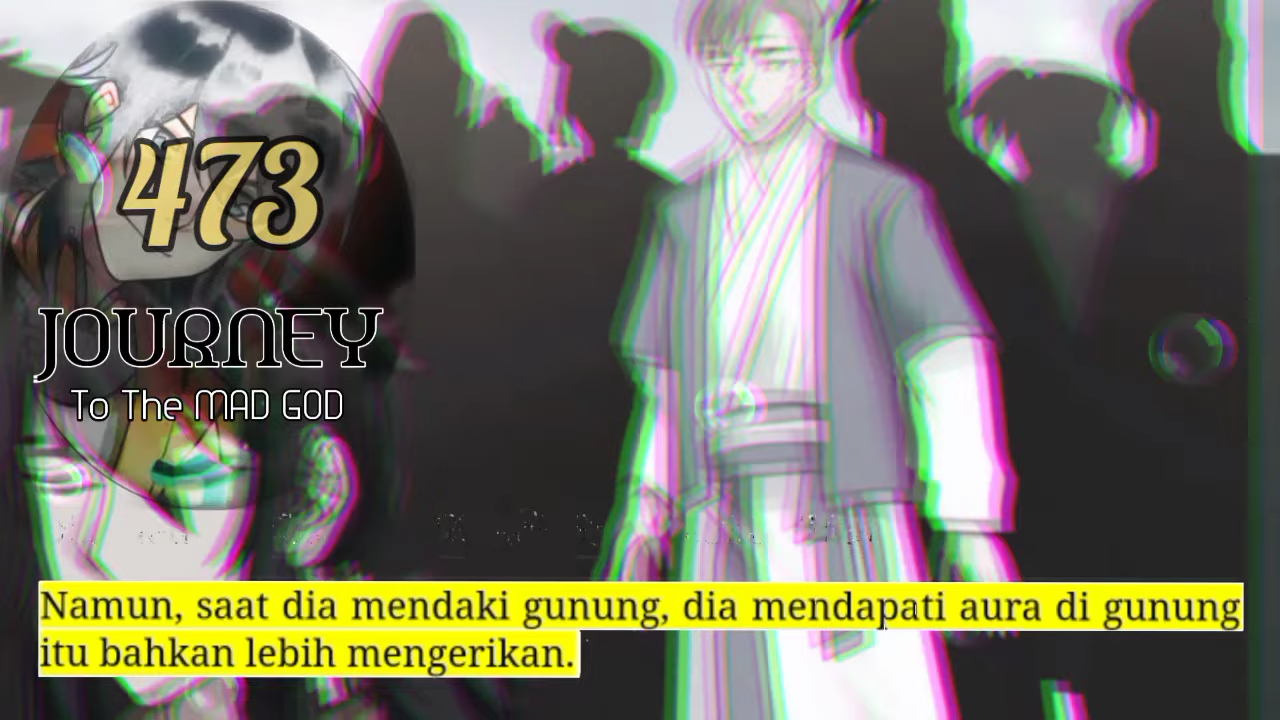 473
JOURNEY
To The MAD GOD
Namun, saat dia mendaki gunung, dia mendapati aura di gunung
itu bahkan lebih mengerikan.